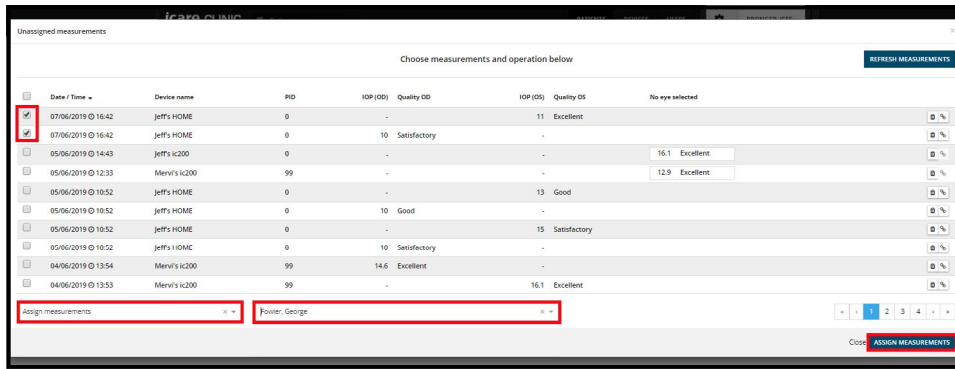 icare CLINIC
PATIENTS DEVICES USERS PRONGER JEFF
Unassigned measurements ×
Choose measurements and operation below
REFRESH MEASUREMENTS
Date / Time Device name PID IOP (OD) Quality OD IOP (OS) Quality OS No eye selected
07/06/2019 16:42 Jeff's HOME 0 - 11 Excellent
07/06/2019 16:42 Jeff's HOME 0 10 Satisfactory -
05/06/2019 14:43 Jeff's ic200 0 - - 16.1 Excellent
05/06/2019 12:33 Mervi's ic200 99 - - 12.9 Excellent
05/06/2019 10:52 Jeff's HOME 0 - 13 Good
05/06/2019 10:52 Jeff's HOME 0 10 Good -
05/06/2019 10:52 Jeff's HOME 0 - 15 Satisfactory
05/06/2019 10:52 Jeff's HOME 0 10 Satisfactory -
04/06/2019 13:54 Mervi's ic200 99 14.6 Excellent -
04/06/2019 13:53 Mervi's ic200 99 - 16.1 Excellent
Assign measurements × Fowler, George × « ‹ 1 2 3 4 › »
Close ASSIGN MEASUREMENTS